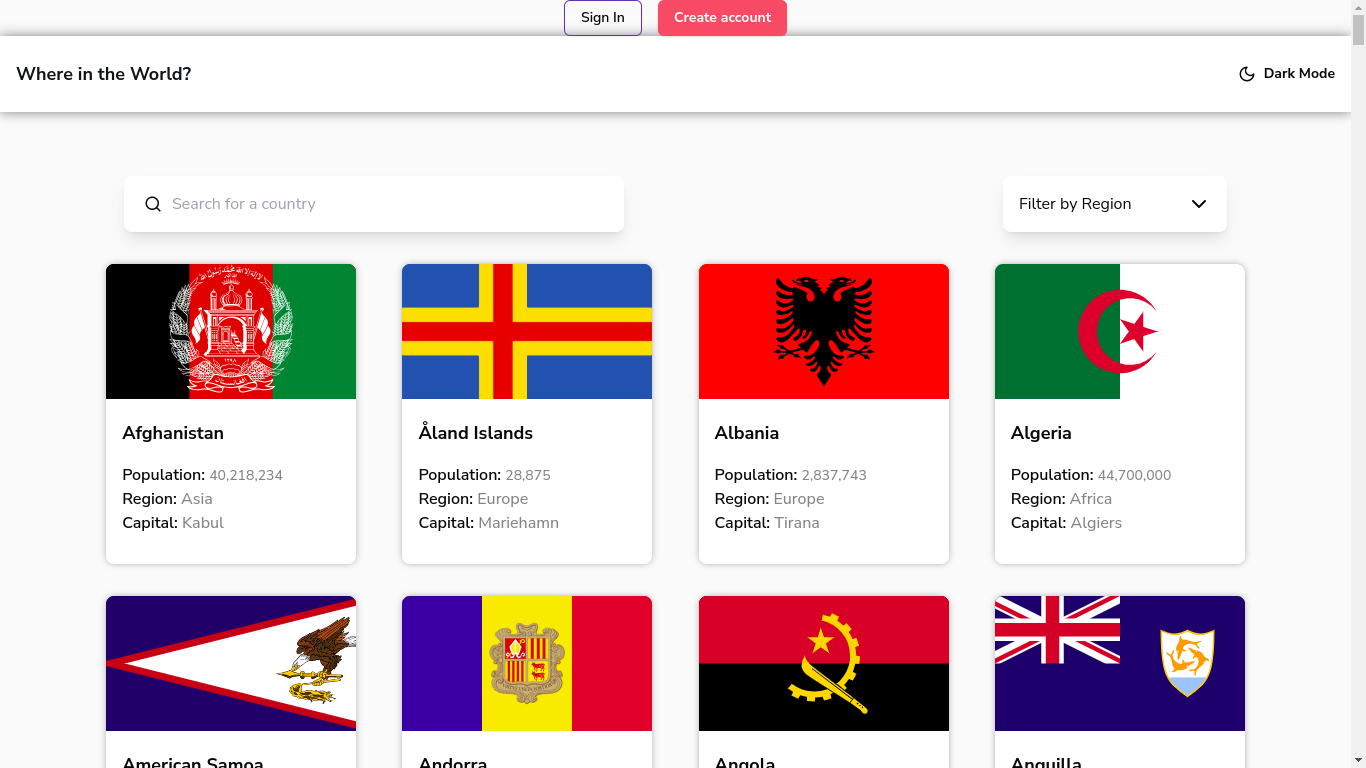 Sign In
Create account
Where in the World?
Dark Mode
Search for a country
Filter by Region
Afghanistan
Population: 40,218,234
Region: Asia
Capital: Kabul
Åland Islands
Population: 28,875
Region: Europe
Capital: Mariehamn
Albania
Population: 2,837,743
Region: Europe
Capital: Tirana
Algeria
Population: 44,700,000
Region: Africa
Capital: Algiers
American Samoa
Andorra
Angola
Anguilla